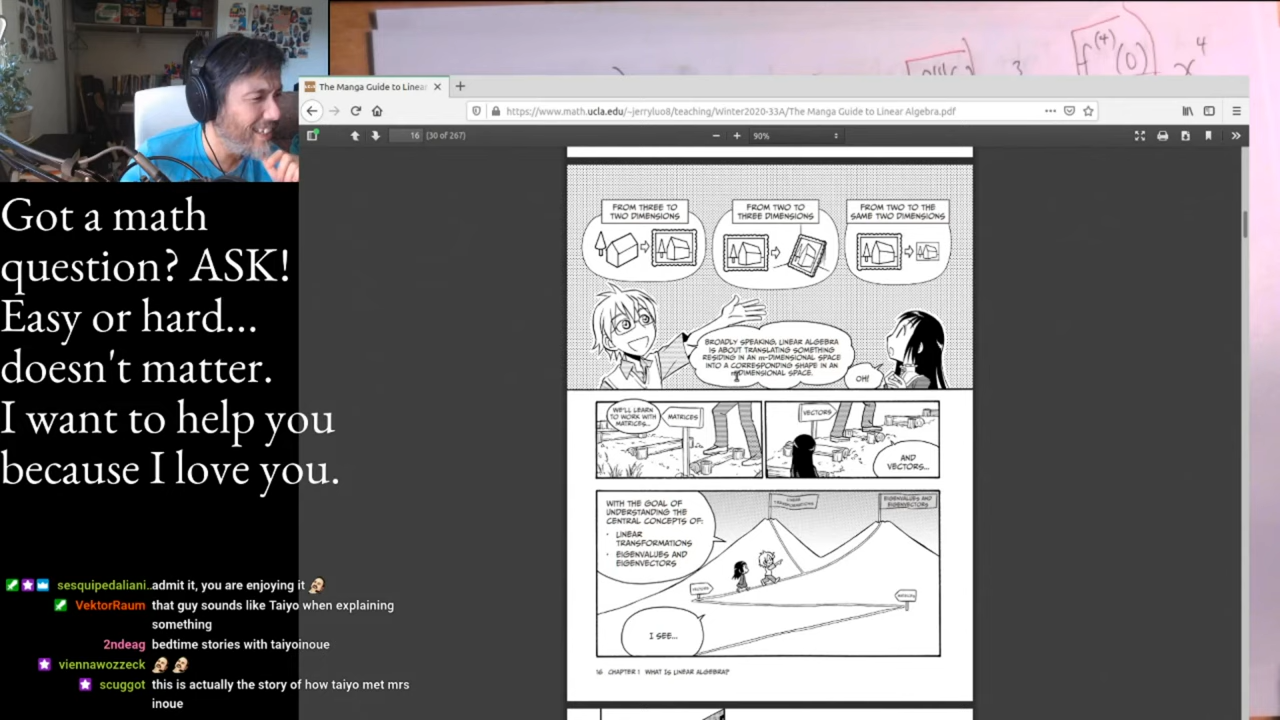 The Manga Guide to Linea
https://www.math.ucla.edu/~jerryluo8/teaching/Winter2020-33A/The Manga Guide to Linear Algebra.pdf
16 (30 of 267)
90%
f⁽⁴⁾(0)
x⁴
Got a math
question? ASK!
Easy or hard...
doesn't matter.
I want to help you
because I love you.
sesquipedaliani.. admit it, you are enjoying it
VektorRaum that guy sounds like Taiyo when explaining
something
2ndeag bedtime stories with taiyoinoue
viennawozzeck
scuggot this is actually the story of how taiyo met mrs
inoue
FROM THREE TO
TWO DIMENSIONS
FROM TWO TO
THREE DIMENSIONS
FROM TWO TO THE
SAME TWO DIMENSIONS
BROADLY SPEAKING, LINEAR ALGEBRA
IS ABOUT TRANSLATING SOMETHING
RESIDING IN AN m-DIMENSIONAL SPACE
INTO A CORRESPONDING SHAPE IN AN
n-DIMENSIONAL SPACE.
OH!
WE'LL LEARN
TO WORK WITH
MATRICES...
MATRICES
VECTORS
AND
VECTORS...
WITH THE GOAL OF
UNDERSTANDING THE
CENTRAL CONCEPTS OF:
• LINEAR
TRANSFORMATIONS
• EIGENVALUES AND
EIGENVECTORS
LINEAR
TRANSFORMATIONS
EIGENVALUES AND
EIGENVECTORS
VECTORS
MATRICES
I SEE...
16 CHAPTER 1 WHAT IS LINEAR ALGEBRA?